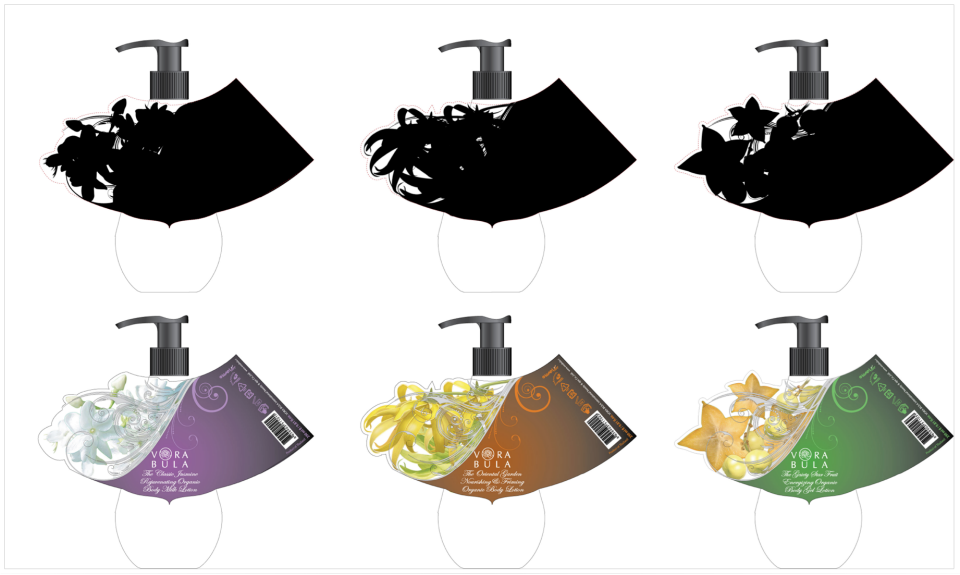 VORA
BULA
The Classic Jasmine
Rejuvenating Organic
Body Milk Lotion
VORA
BULA
The Oriental Garden
Nourishing & Firming
Organic Body Lotion
VORA
BULA
The Gaiety Star Fruit
Energizing Organic
Body Gel Lotion